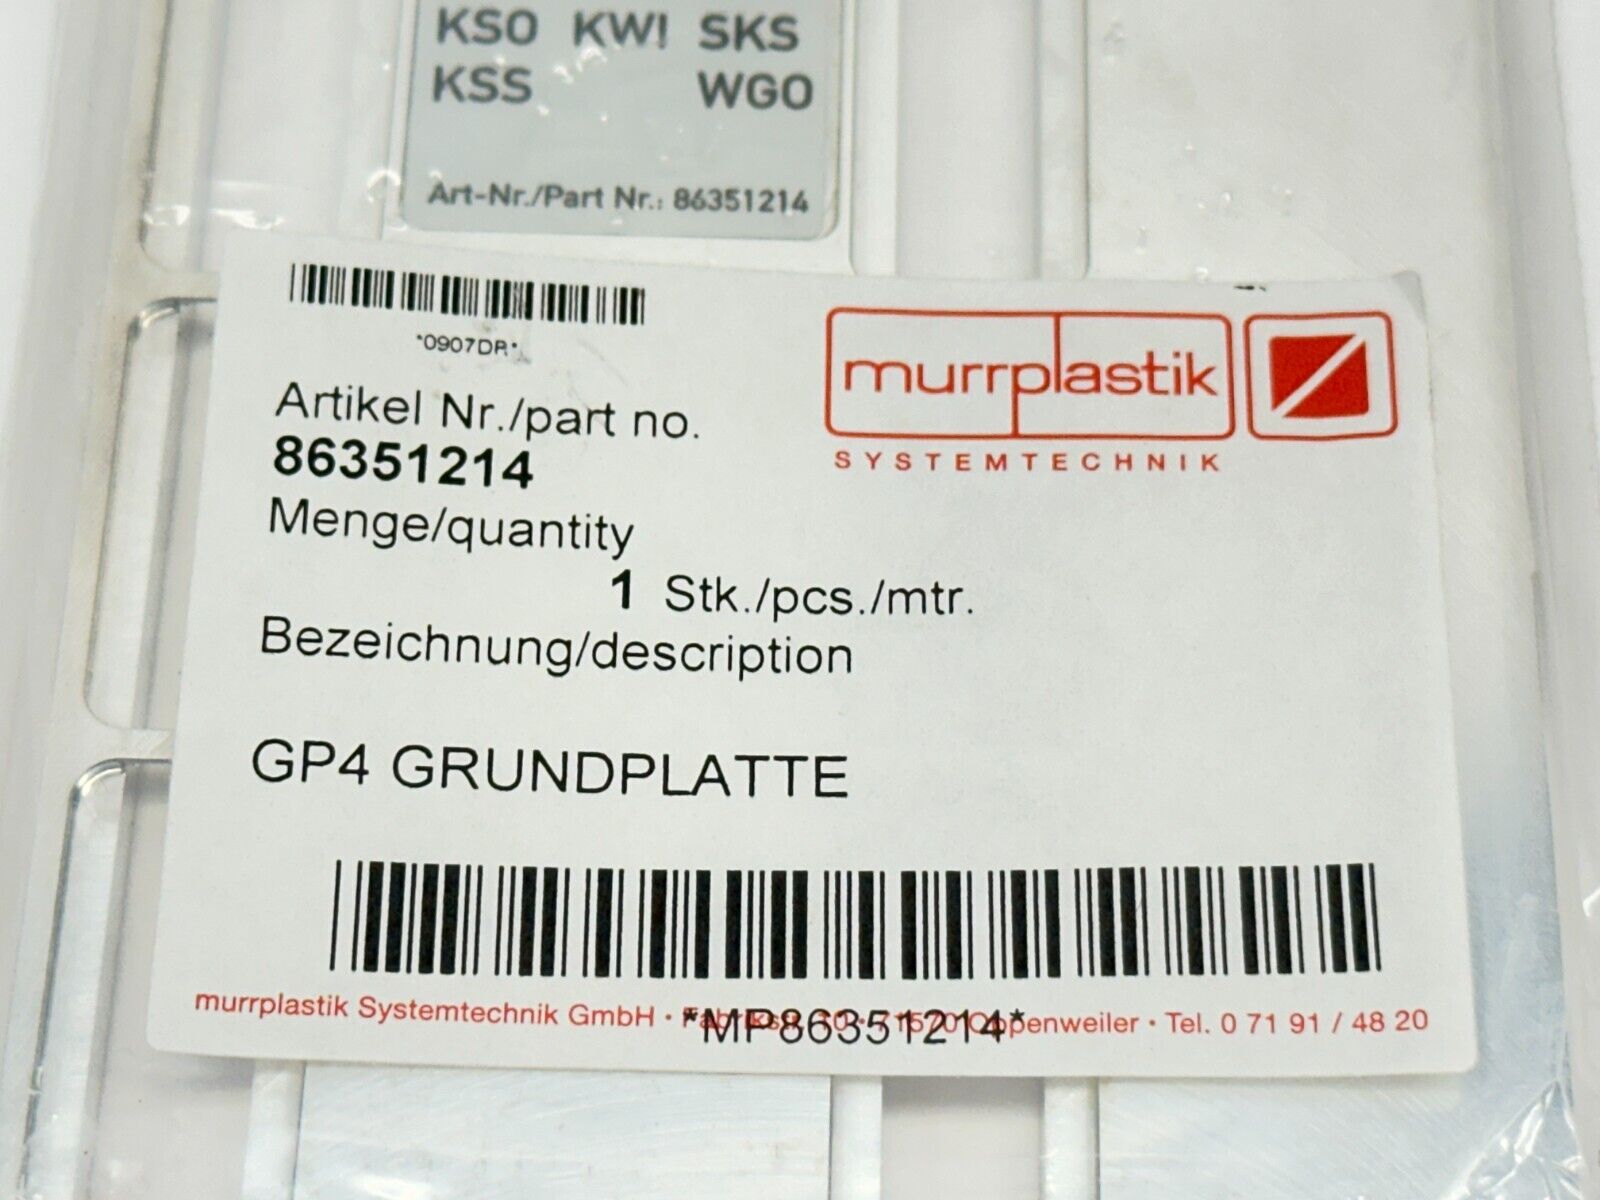 KSO KWI SKS
KSS WGO
Art-Nr./Part Nr.: 86351214
*0907DR*
murrplastik
SYSTEMTECHNIK
Artikel Nr./part no.
86351214
Menge/quantity
1 Stk./pcs./mtr.
Bezeichnung/description
GP4 GRUNDPLATTE
murrplastik Systemtechnik GmbH · 71570 Oppenweiler · Tel. 0 71 91 / 48 20
*MP86351214*